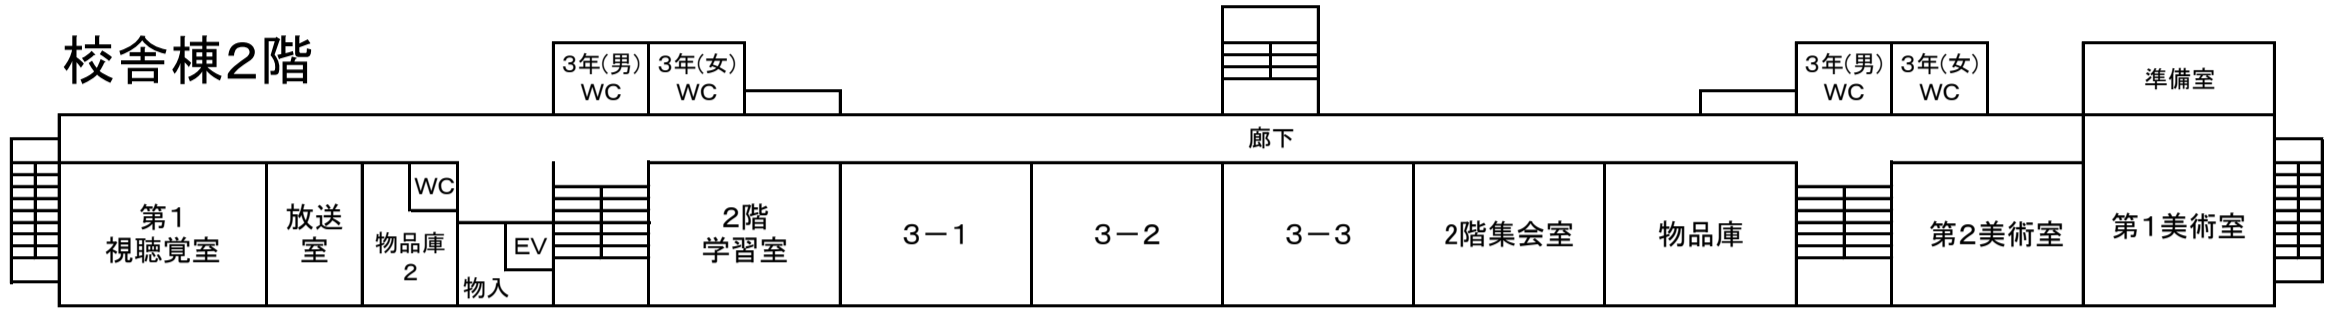 校舎棟２階
３年（男）
WC
３年（女）
WC
３年（男）
WC
３年（女）
WC
準備室
廊下
第１
視聴覚室
放送
室
WC
物品庫
２
EV
物入
２階
学習室
３－１
３－２
３－３
２階集会室
物品庫
第２美術室
第１美術室